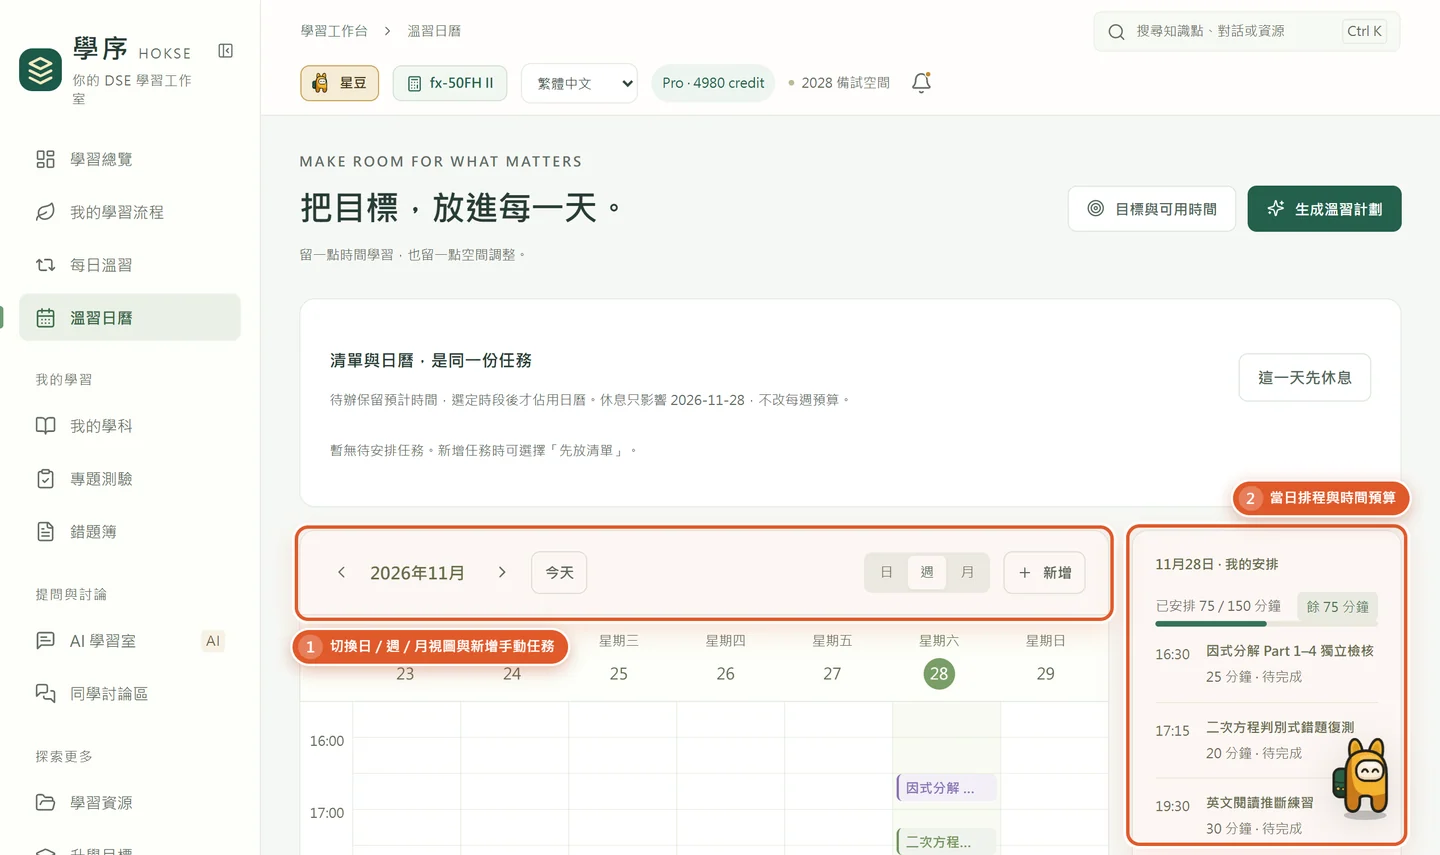 學序 HOKSE
你的 DSE 學習工作
室
學習總覽
我的學習流程
每日溫習
溫習日曆
我的學習
我的學科
專題測驗
錯題簿
提問與討論
AI 學習室 AI
同學討論區
探索更多
學習資源
升學目標
學習工作台 > 溫習日曆
搜尋知識點、對話或資源 Ctrl K
星豆
fx-50FH II
繁體中文
Pro · 4980 credit
2028 備試空間
MAKE ROOM FOR WHAT MATTERS
把目標，放進每一天。
留一點時間學習，也留一點空間調整。
目標與可用時間
生成溫習計劃
清單與日曆，是同一份任務
待辦保留預計時間，選定時段後才佔用日曆。休息只影響 2026-11-28，不改每週預算。
暫無待安排任務。新增任務時可選擇「先放清單」。
這一天先休息
2 當日排程與時間預算
2026年11月
今天
日 週 月
+ 新增
1 切換日 / 週 / 月視圖與新增手動任務
星期三 星期四 星期五 星期六 星期日
23 24 25 26 27 28 29
16:00
因式分解 ...
17:00
二次方程...
11月28日 · 我的安排
已安排 75 / 150 分鐘 餘 75 分鐘
16:30 因式分解 Part 1–4 獨立檢核
25 分鐘 · 待完成
17:15 二次方程判別式錯題復測
20 分鐘 · 待完成
19:30 英文閱讀推斷練習
30 分鐘 · 待完成